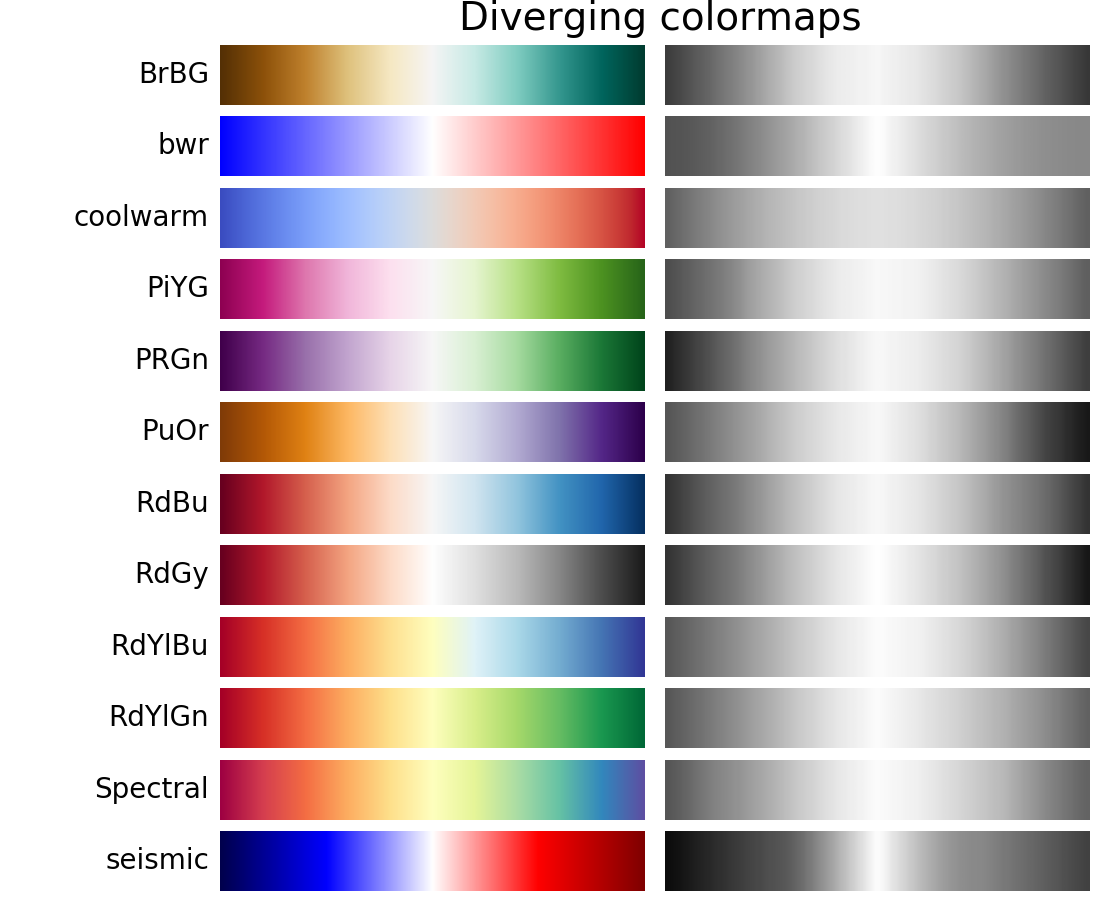 Diverging colormaps
BrBG
bwr
coolwarm
PiYG
PRGn
PuOr
RdBu
RdGy
RdYlBu
RdYlGn
Spectral
seismic